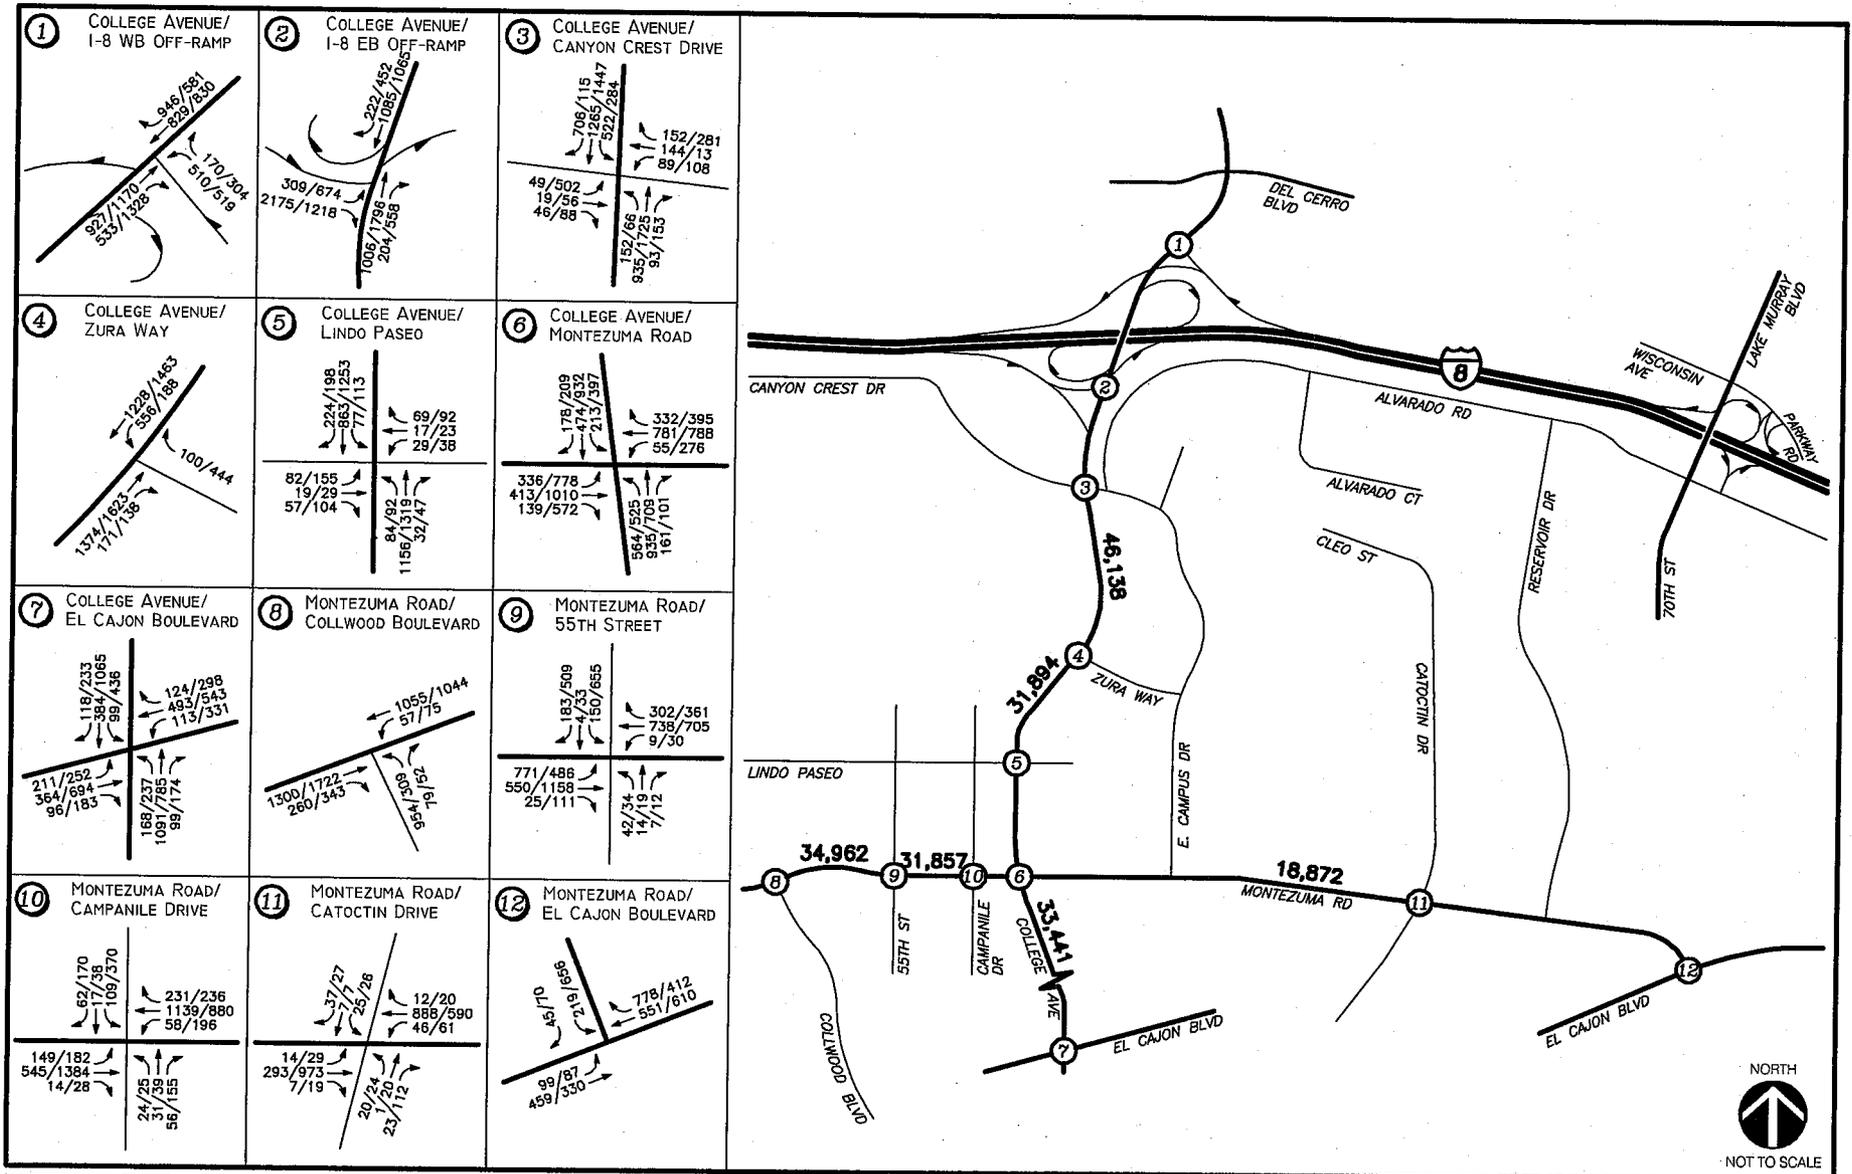 1
COLLEGE AVENUE/
I-8 WB OFF-RAMP
946/581
829/830
170/304
510/519
927/1170
533/1328
2
COLLEGE AVENUE/
I-8 EB OFF-RAMP
222/452
1085/1065
309/674
2175/1218
1006/1796
204/558
3
COLLEGE AVENUE/
CANYON CREST DRIVE
706/115
1265/1447
522/284
152/281
144/13
89/108
49/502
19/56
46/88
152/66
935/1725
93/153
4
COLLEGE AVENUE/
ZURA WAY
1228/1463
556/188
100/444
1374/1623
171/138
5
COLLEGE AVENUE/
LINDO PASEO
224/198
863/1253
77/113
69/92
17/23
29/38
82/155
19/29
57/104
84/92
1156/1319
32/47
6
COLLEGE AVENUE/
MONTEZUMA ROAD
178/209
474/932
213/397
332/395
781/788
55/276
336/778
413/1010
139/572
564/525
935/709
161/101
7
COLLEGE AVENUE/
EL CAJON BOULEVARD
118/233
384/1065
99/436
124/298
493/543
113/331
211/252
364/694
96/183
168/237
1091/785
99/174
8
MONTEZUMA ROAD/
COLLWOOD BOULEVARD
1055/1044
57/75
1300/1722
260/343
954/309
79/52
9
MONTEZUMA ROAD/
55TH STREET
183/509
4/33
150/655
302/361
738/705
9/30
771/486
550/1158
25/111
42/34
14/19
7/12
10
MONTEZUMA ROAD/
CAMPANILE DRIVE
62/170
17/38
109/370
231/236
1139/880
58/196
149/182
545/1384
14/28
24/25
31/39
56/155
11
MONTEZUMA ROAD/
CATOCTIN DRIVE
37/27
7/7
25/26
12/20
888/590
46/61
14/29
293/973
7/19
20/24
1/20
23/112
12
MONTEZUMA ROAD/
EL CAJON BOULEVARD
45/70
219/656
778/412
551/610
99/87
459/330
DEL CERRO
BLVD
1
LAKE MURRAY
BLVD
WISCONSIN
AVE
8
2
CANYON CREST DR
ALVARADO RD
PARKWAY
RD
3
ALVARADO CT
RESERVOIR DR
CLEO ST
46,138
70TH ST
4
31,894
ZURA WAY
CATOCTIN DR
5
LINDO PASEO
E. CAMPUS DR
34,962
31,857
18,872
8
9
10
6
MONTEZUMA RD
11
33,441
55TH ST
CAMPANILE
DR
COLLEGE
AVE
12
COLLWOOD BLVD
7
EL CAJON BLVD
EL CAJON BLVD
NORTH
NOT TO SCALE